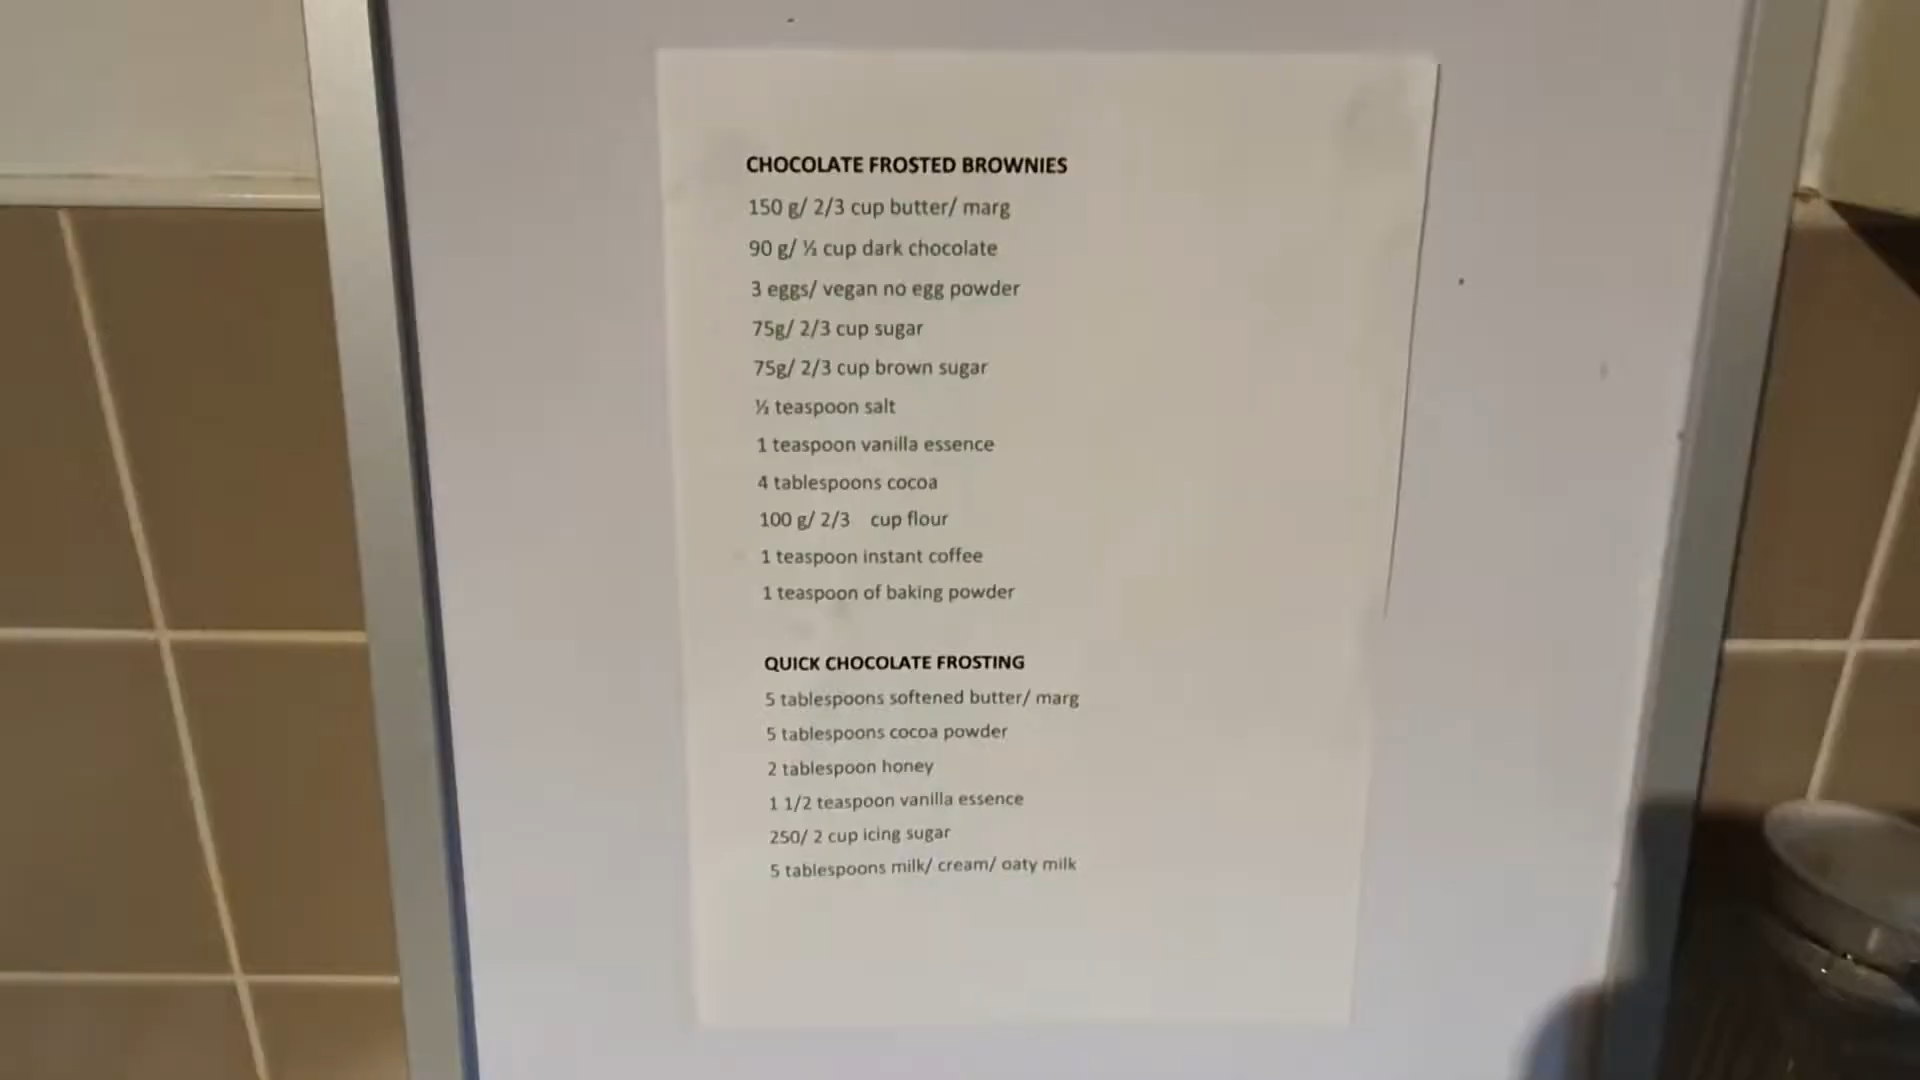 CHOCOLATE FROSTED BROWNIES
150 g/ 2/3 cup butter/ marg
90 g/ ½ cup dark chocolate
3 eggs/ vegan no egg powder
75g/ 2/3 cup sugar
75g/ 2/3 cup brown sugar
½ teaspoon salt
1 teaspoon vanilla essence
4 tablespoons cocoa
100 g/ 2/3 cup flour
1 teaspoon instant coffee
1 teaspoon of baking powder
QUICK CHOCOLATE FROSTING
5 tablespoons softened butter/ marg
5 tablespoons cocoa powder
2 tablespoon honey
1 1/2 teaspoon vanilla essence
250/ 2 cup icing sugar
5 tablespoons milk/ cream/ oaty milk